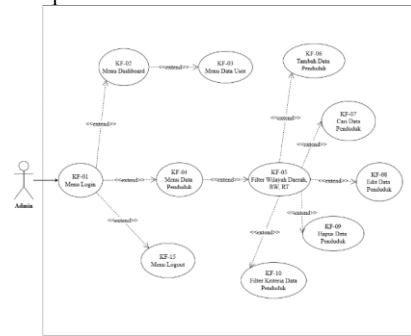 KF-06
Tambah Data
Penduduk
KF-02
Menu Dashboard
<<extend>>
KF-03
Menu Data User
<<extend>>
<<extend>>
KF-07
Cari Data
Penduduk
<<extend>>
KF-01
Menu Login
<<extend>>
KF-04
Menu Data
Penduduk
<<extend>>
KF-05
Filter Wilayah Daerah,
RW, RT
<<extend>>
KF-08
Edit Data
Penduduk
Admin
<<extend>>
<<extend>>
<<extend>>
KF-09
Hapus Data
Penduduk
KF-15
Menu Logout
KF-10
Filter Kriteria Data
Penduduk